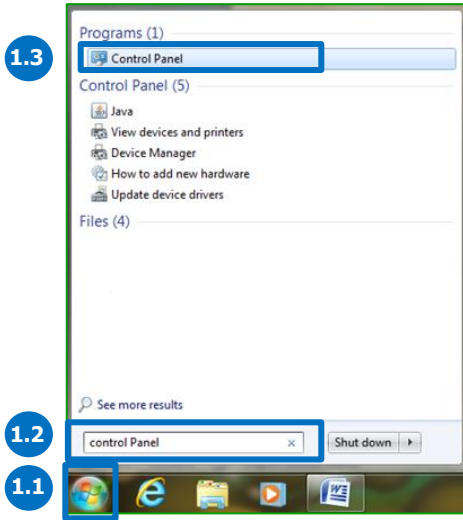 Programs (1)
1.3
Control Panel
Control Panel (5)
Java
View devices and printers
Device Manager
How to add new hardware
Update device drivers
Files (4)
See more results
1.2
control Panel
Shut down
1.1